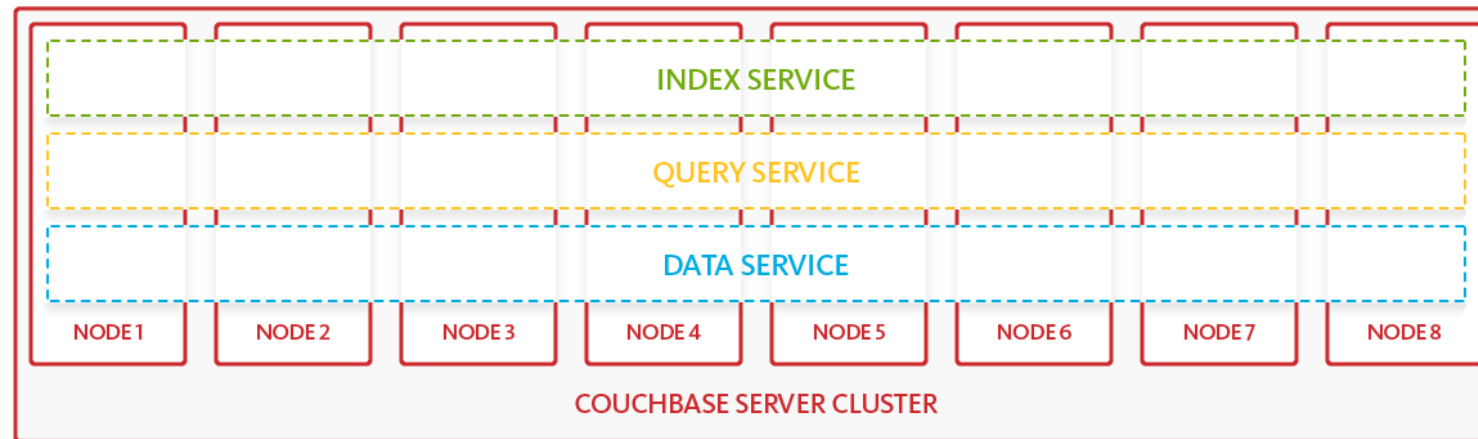 INDEX SERVICE
QUERY SERVICE
DATA SERVICE
NODE 1 NODE 2 NODE 3 NODE 4 NODE 5 NODE 6 NODE 7 NODE 8
COUCHBASE SERVER CLUSTER